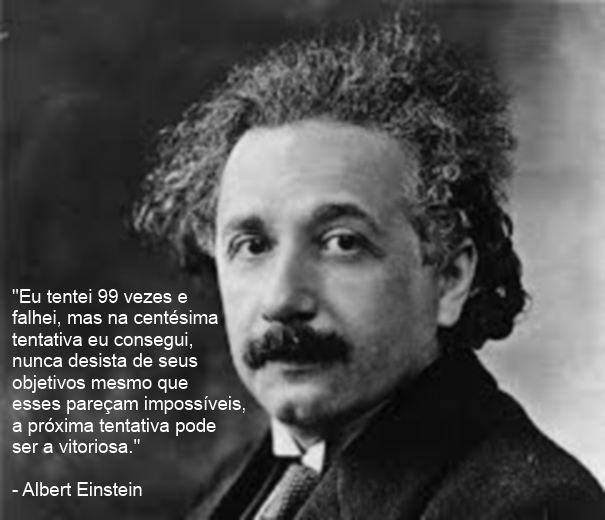 "Eu tentei 99 vezes e
falhei, mas na centésima
tentativa eu consegui,
nunca desista de seus
objetivos mesmo que
esses pareçam impossíveis,
a próxima tentativa pode
ser a vitoriosa."
- Albert Einstein